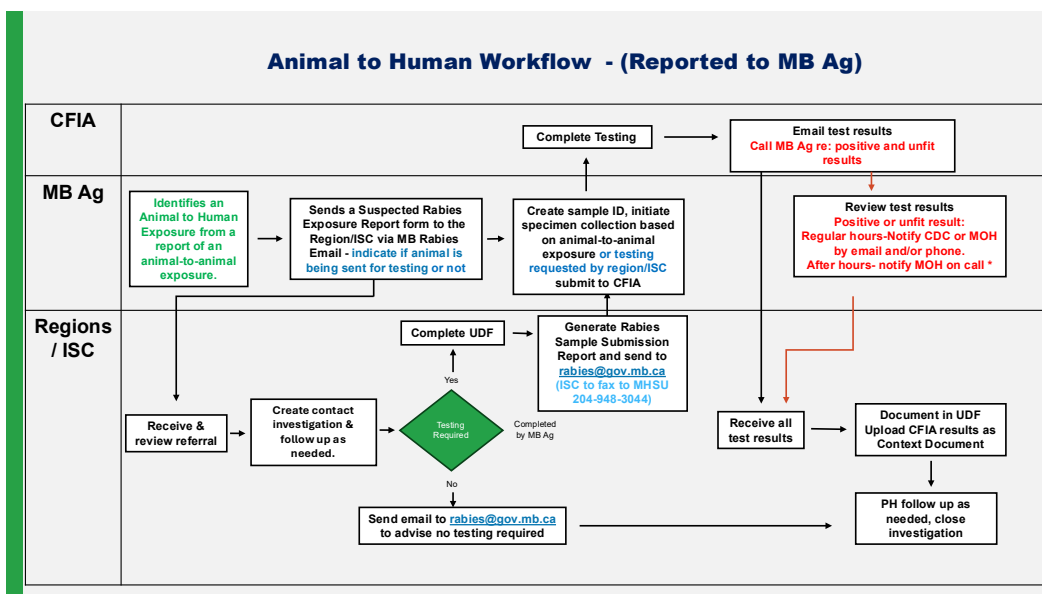 Animal to Human Workflow - (Reported to MB Ag)
CFIA
Complete Testing
Email test results
Call MB Ag re: positive and unfit
results
MB Ag
Identifies an
Animal to Human
Exposure from a
report of an
animal-to-animal
exposure.
Sends a Suspected Rabies
Exposure Report form to the
Region/ISC via MB Rabies
Email - indicate if animal is
being sent for testing or not
Create sample ID, initiate
specimen collection based
on animal-to-animal
exposure or testing
requested by region/ISC
submit to CFIA
Review test results
Positive or unfit result:
Regular hours-Notify CDC or MOH
by email and/or phone.
After hours- notify MOH on call *
Regions
/ ISC
Complete UDF
Generate Rabies
Sample Submission
Report and send to
rabies@gov.mb.ca
(ISC to fax to MHSU
204-948-3044)
Yes
Receive &
review referral
Create contact
investigation &
follow up as
needed.
Testing
Required
Completed
by MB Ag
Receive all
test results
Document in UDF
Upload CFIA results as
Context Document
No
Send email to rabies@gov.mb.ca
to advise no testing required
PH follow up as
needed, close
investigation